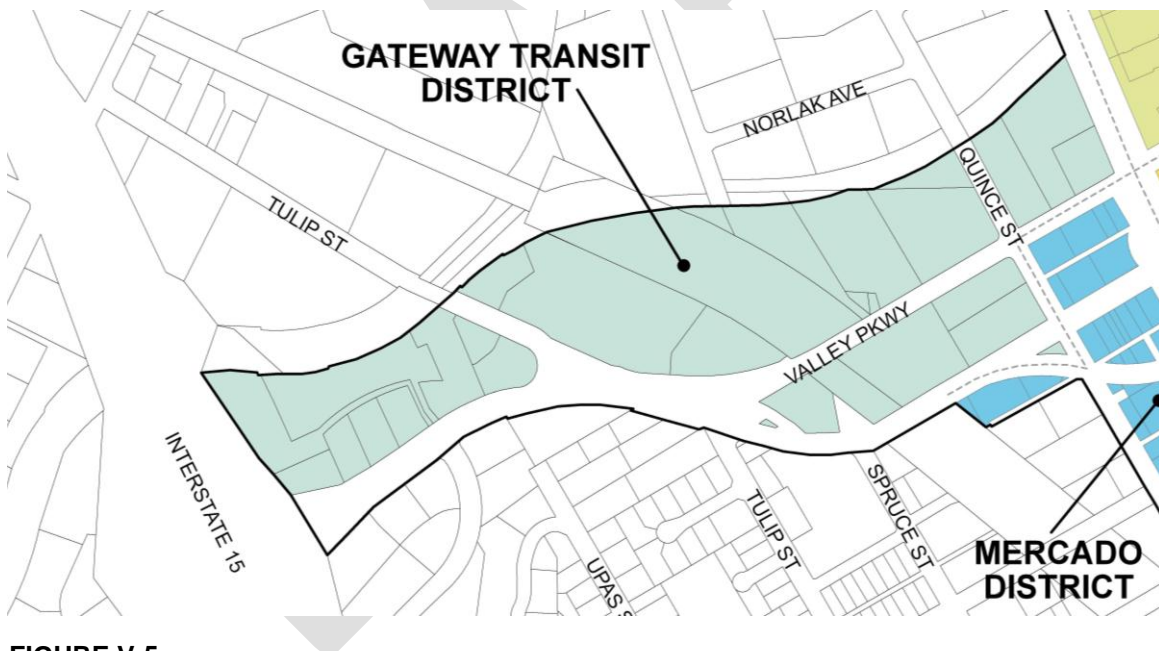 GATEWAY TRANSIT
DISTRICT
NORLAK AVE
QUINCE ST
TULIP ST
VALLEY PKWY
INTERSTATE 15
UPAS S
TULIP ST
SPRUCE ST
MERCADO
DISTRICT
FIGURE V-5